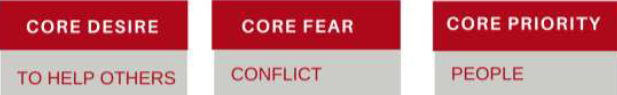 CORE DESIRE
TO HELP OTHERS
CORE FEAR
CONFLICT
CORE PRIORITY
PEOPLE